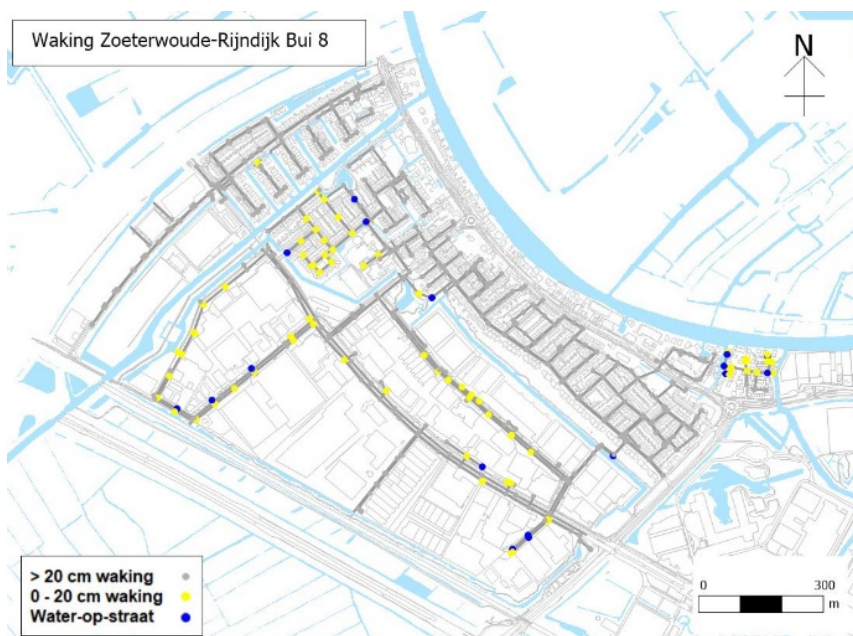 Waking Zoeterwoude-Rijndijk Bui 8
N
> 20 cm waking
0 - 20 cm waking
Water-op-straat
0 300
m